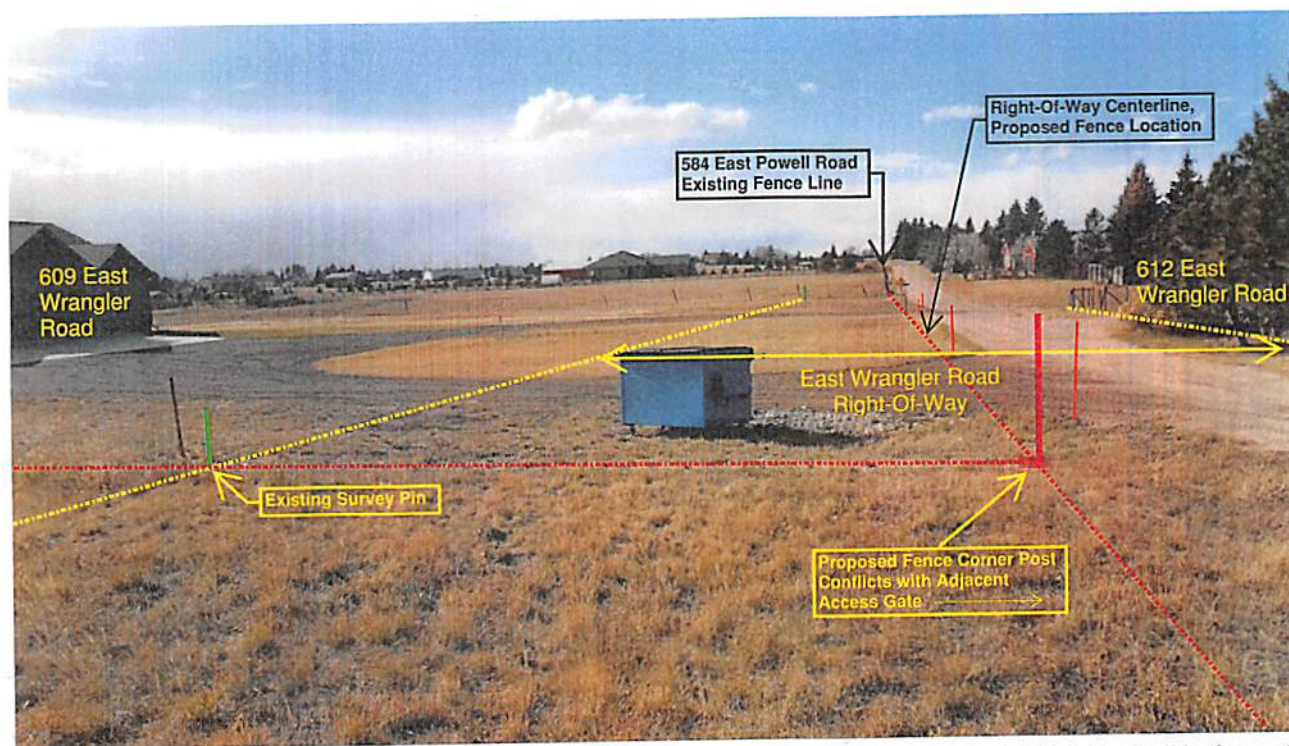 Right-Of-Way Centerline,
Proposed Fence Location
584 East Powell Road
Existing Fence Line
609 East
Wrangler
Road
612 East
Wrangler Road
East Wrangler Road
Right-Of-Way
Existing Survey Pin
Proposed Fence Corner Post
Conflicts with Adjacent
Access Gate